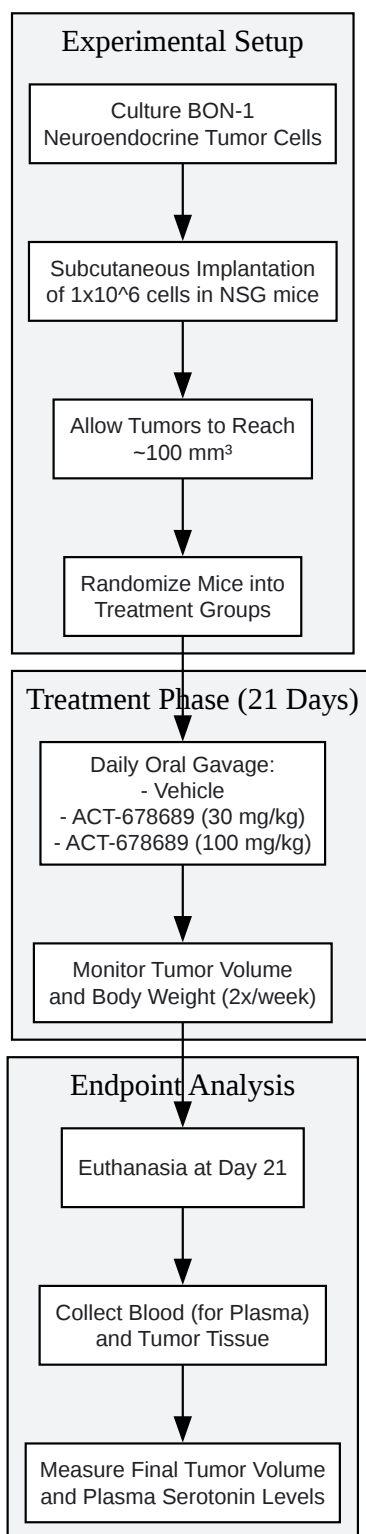 Experimental Setup
Culture BON-1
Neuroendocrine Tumor Cells
Subcutaneous Implantation
of 1x10^6 cells in NSG mice
Allow Tumors to Reach
~100 mm³
Randomize Mice into
Treatment Groups
Treatment Phase (21 Days)
Daily Oral Gavage:
- Vehicle
- ACT-678689 (30 mg/kg)
- ACT-678689 (100 mg/kg)
Monitor Tumor Volume
and Body Weight (2x/week)
Endpoint Analysis
Euthanasia at Day 21
Collect Blood (for Plasma)
and Tumor Tissue
Measure Final Tumor Volume
and Plasma Serotonin Levels